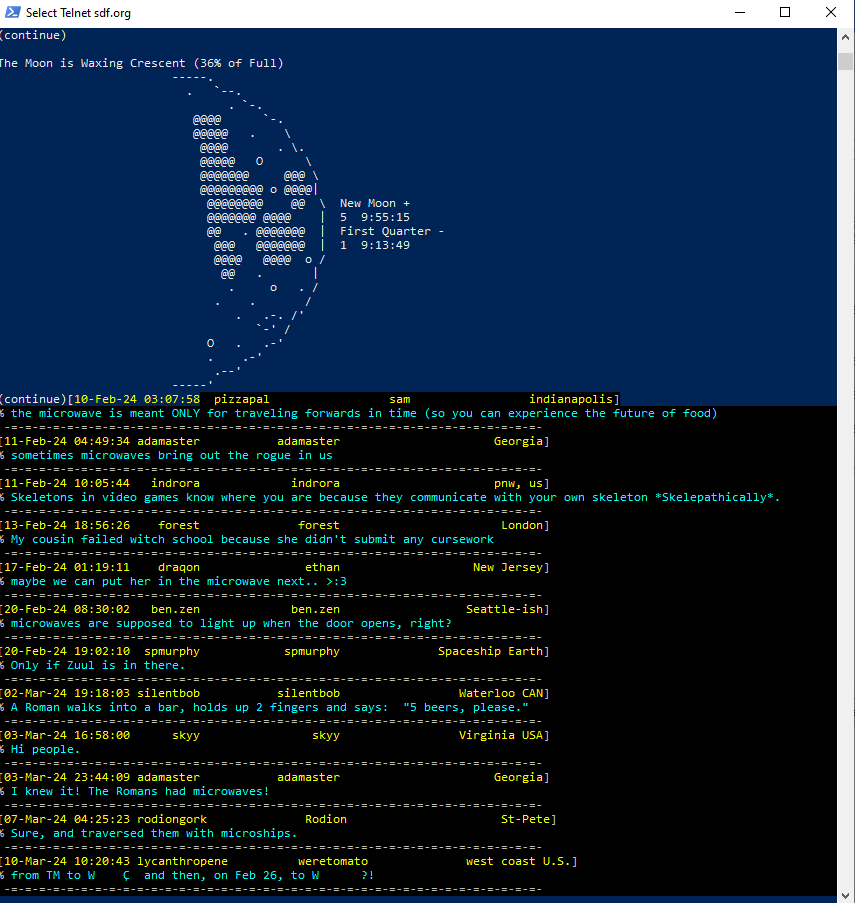 Select Telnet sdf.org
(continue)
The Moon is Waxing Crescent (36% of Full)
-----.
.   `--.
. `-.
@@@@      `-.
@@@@@   .    \
@@@@       . \.
@@@@@   O      \
@@@@@@@     @@@ \
@@@@@@@@@ o @@@@|
@@@@@@@@    @@  \  New Moon +
@@@@@@@ @@@@    |  5  9:55:15
@@   . @@@@@@@  |  First Quarter -
@@@   @@@@@@@  |  1  9:13:49
@@@@   @@@@  o /
@@   .       |
.     o   . /
.    .       /
.   .-. /'
`-' /
O   .   .-'
.    .-'
.--'
-----'
(continue)[10-Feb-24 03:07:58  pizzapal                 sam                 indianapolis]
% the microwave is meant ONLY for traveling forwards in time (so you can experience the future of food)
-----------------------------------------------------------------------------
[11-Feb-24 04:49:34 adamaster           adamaster                      Georgia]
% sometimes microwaves bring out the rogue in us
-----------------------------------------------------------------------------
[11-Feb-24 10:05:44   indrora             indrora                      pnw, us]
% Skeletons in video games know where you are because they communicate with your own skeleton *Skelepathically*.
-----------------------------------------------------------------------------
[13-Feb-24 18:56:26    forest              forest                       London]
% My cousin failed witch school because she didn't submit any cursework
-----------------------------------------------------------------------------
[17-Feb-24 01:19:11    draqon               ethan                   New Jersey]
% maybe we can put her in the microwave next.. >:3
-----------------------------------------------------------------------------
[20-Feb-24 08:30:02   ben.zen             ben.zen                  Seattle-ish]
% microwaves are supposed to light up when the door opens, right?
-----------------------------------------------------------------------------
[20-Feb-24 19:02:10  spmurphy            spmurphy              Spaceship Earth]
% Only if Zuul is in there.
-----------------------------------------------------------------------------
[02-Mar-24 19:18:03 silentbob           silentbob                 Waterloo CAN]
% A Roman walks into a bar, holds up 2 fingers and says:  "5 beers, please."
-----------------------------------------------------------------------------
[03-Mar-24 16:58:00      skyy                skyy                 Virginia USA]
% Hi people.
-----------------------------------------------------------------------------
[03-Mar-24 23:44:09 adamaster           adamaster                      Georgia]
% I knew it! The Romans had microwaves!
-----------------------------------------------------------------------------
[07-Mar-24 04:25:23 rodiongork              Rodion                      St-Pete]
% Sure, and traversed them with microships.
-----------------------------------------------------------------------------
[10-Mar-24 10:20:43 lycanthropene          weretomato              west coast U.S.]
% from TM to W    Ç  and then, on Feb 26, to W      ?!
-----------------------------------------------------------------------------